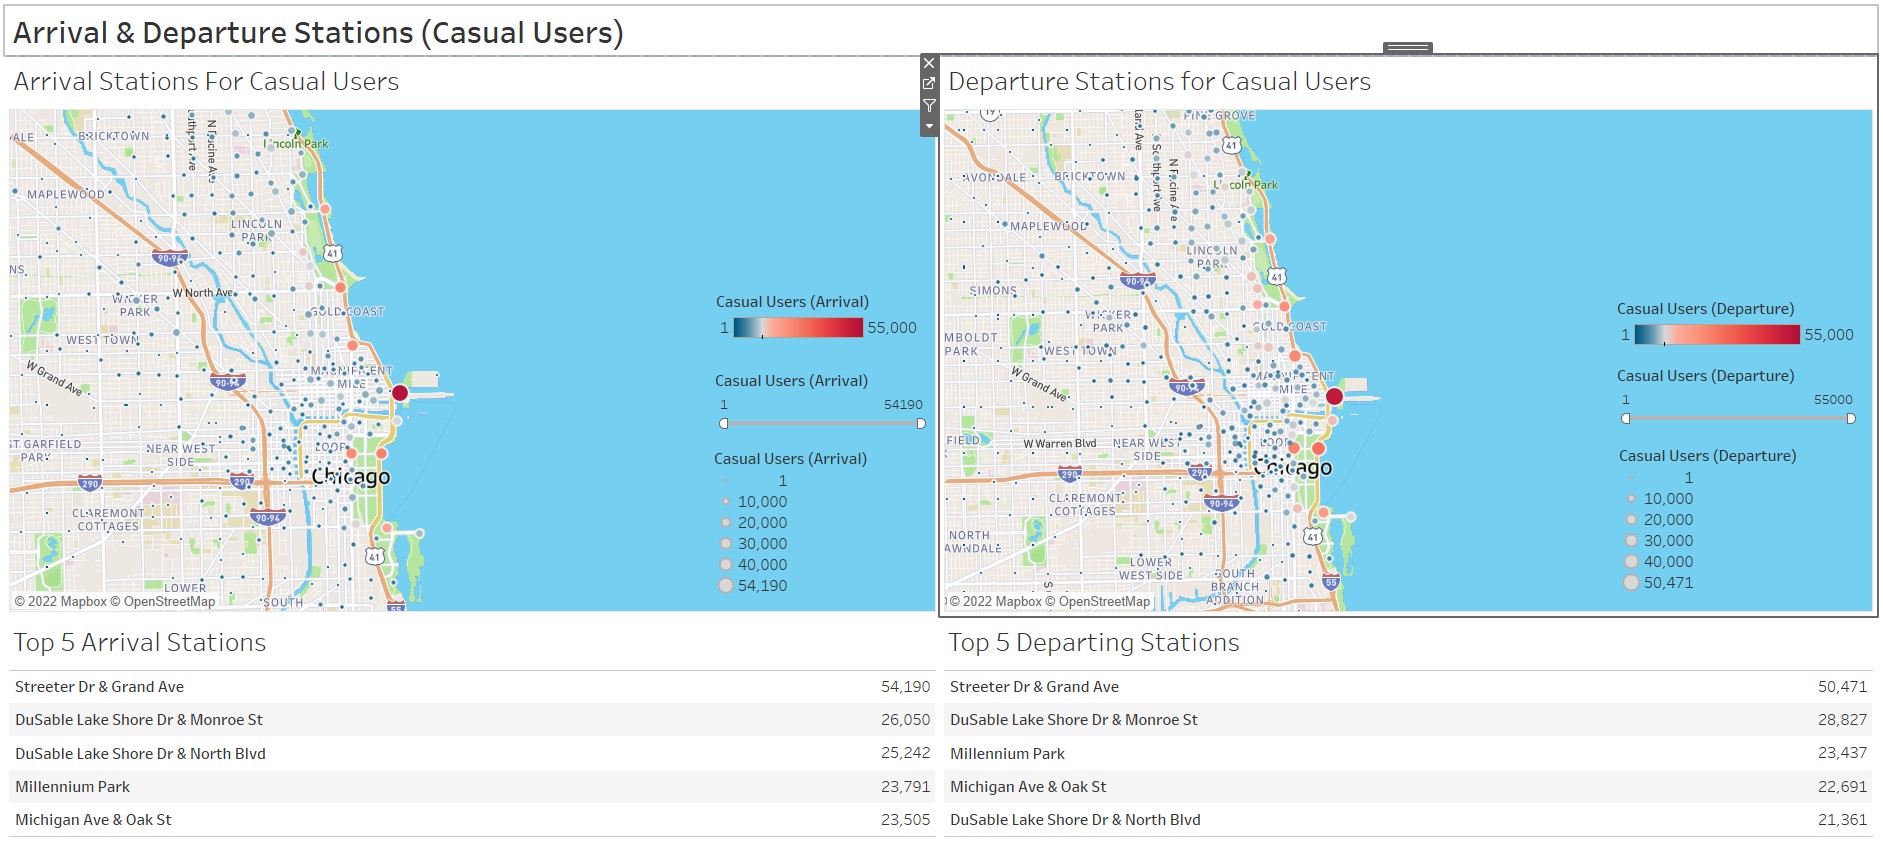 Arrival & Departure Stations (Casual Users)
Arrival Stations For Casual Users
BRICKTOWN
N Racine Av
Lincoln Park
MAPLEWOOD
LINCOLN
PARK
41
90-94
W North Ave
WICKER
PARK
GOLD COAST
WEST TOWN
W Grand Ave
MAGNIFICENT
MILE
90-94
ST GARFIELD
PARK
NEAR WEST
SIDE
LOOP
Chicago
290
290
90-94
CLAREMONT
COTTAGES
41
LOWER
SOUTH
55
© 2022 Mapbox © OpenStreetMap
Casual Users (Arrival)
1 55,000
Casual Users (Arrival)
1 54190
Casual Users (Arrival)
1
10,000
20,000
30,000
40,000
54,190
Departure Stations for Casual Users
19
PINE GROVE
41
AVONDALE
BRICKTOWN
Southport Ave
N Racine Ave
Lincoln Park
MAPLEWOOD
LINCOLN
PARK
41
90-94
SIMONS
WICKER
PARK
GOLD COAST
MBOLDT
PARK
WEST TOWN
W Grand Ave
MAGNIFICENT
MILE
90-94
FIELD
W Warren Blvd
NEAR WEST
SIDE
LOOP
Chicago
290
290
90-94
CLAREMONT
COTTAGES
NORTH
AWNDALE
41
LOWER
WEST SIDE
SOUTH
BRANCH
ADDITION
55
© 2022 Mapbox © OpenStreetMap
Casual Users (Departure)
1 55,000
Casual Users (Departure)
1 55000
Casual Users (Departure)
1
10,000
20,000
30,000
40,000
50,471
Top 5 Arrival Stations
Streeter Dr & Grand Ave 54,190
DuSable Lake Shore Dr & Monroe St 26,050
DuSable Lake Shore Dr & North Blvd 25,242
Millennium Park 23,791
Michigan Ave & Oak St 23,505
Top 5 Departing Stations
Streeter Dr & Grand Ave 50,471
DuSable Lake Shore Dr & Monroe St 28,827
Millennium Park 23,437
Michigan Ave & Oak St 22,691
DuSable Lake Shore Dr & North Blvd 21,361